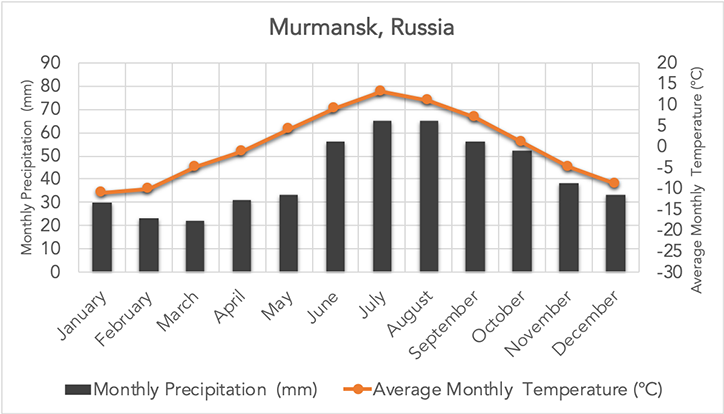 Murmansk, Russia
Monthly Precipitation (mm)
90
80
70
60
50
40
30
20
10
0
20
15
10
5
0
-5
-10
-15
-20
-25
-30
Average Monthly Temperature (°C)
January
February
March
April
May
June
July
August
September
October
November
December
Monthly Precipitation (mm)
Average Monthly Temperature (°C)